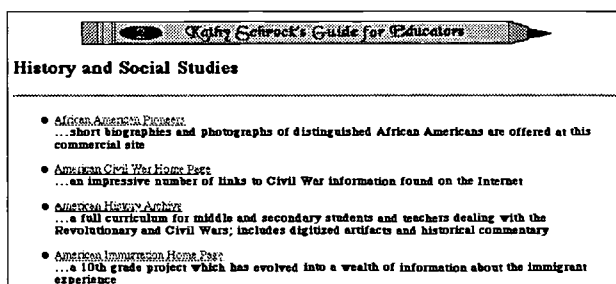 Kathy Schrock's Guide for Educators
History and Social Studies
African American Pioneers
...short biographies and photographs of distinguished African Americans are offered at this
commercial site
American Civil War Home Page
...an impressive number of links to Civil War information found on the Internet
American History Archive
...a full curriculum for middle and secondary students and teachers dealing with the
Revolutionary and Civil Wars; includes digitized artifacts and historical commentary
American Immigration Home Page
...a 10th grade project which has evolved into a wealth of information about the immigrant
experience